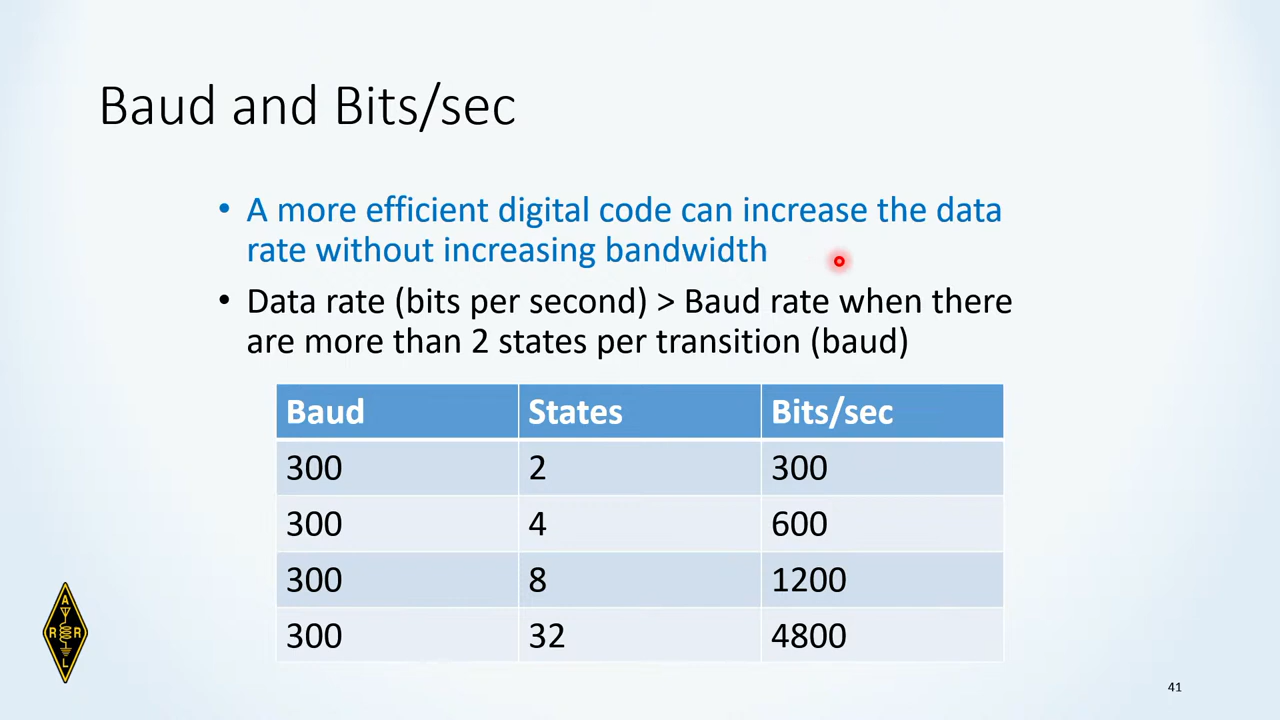 Baud and Bits/sec
• A more efficient digital code can increase the data
rate without increasing bandwidth
• Data rate (bits per second) > Baud rate when there
are more than 2 states per transition (baud)
Baud States Bits/sec
300 2 300
300 4 600
300 8 1200
300 32 4800
A
R R
L
41